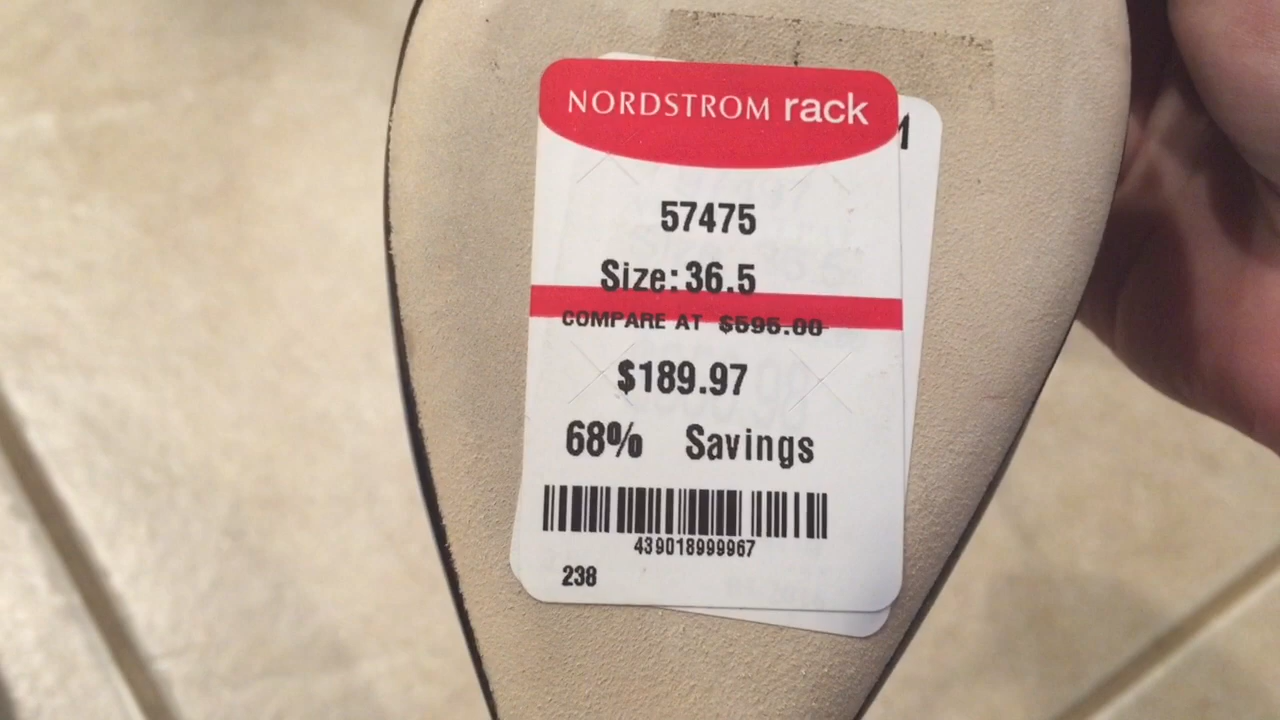 NORDSTROM rack
57475
Size: 36.5
COMPARE AT $595.00
$189.97
68% Savings
439018999967
238